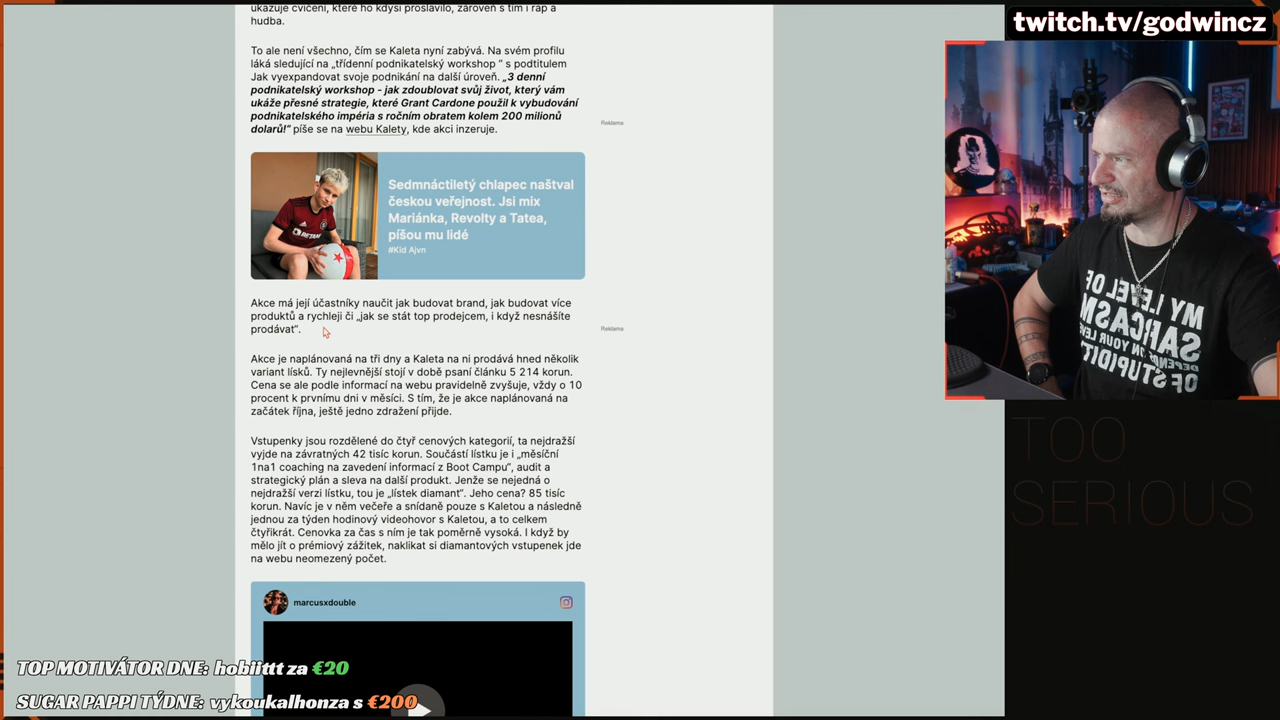 ukazuje cvičení, které ho kdysi proslavilo, zároveň s tím i rap a
hudba.
To ale není všechno, čím se Kaleta nyní zabývá. Na svém profilu
láká sledující na „třídenní podnikatelský workshop “ s podtitulem
Jak vyexpandovat svoje podnikání na další úroveň. „3 denní
podnikatelský workshop - jak zdoublovat svůj život, který vám
ukáže přesné strategie, které Grant Cardone použil k vybudování
podnikatelského impéria s ročním obratem kolem 200 milionů
dolarů!“ píše se na webu Kalety, kde akci inzeruje.
Reklama
Sedmnáctiletý chlapec naštval
českou veřejnost. Jsi mix
Mariánka, Revolty a Tatea,
píšou mu lidé
#Kid Ajvn
BETANO
Akce má její účastníky naučit jak budovat brand, jak budovat více
produktů a rychleji či „jak se stát top prodejcem, i když nesnášíte
prodávat“.
Reklama
Akce je naplánovaná na tři dny a Kaleta na ni prodává hned několik
variant lísků. Ty nejlevnější stojí v době psaní článku 5 214 korun.
Cena se ale podle informací na webu pravidelně zvyšuje, vždy o 10
procent k prvnímu dni v měsíci. S tím, že je akce naplánovaná na
začátek října, ještě jedno zdražení přijde.
Vstupenky jsou rozdělené do čtyř cenových kategorií, ta nejdražší
vyjde na závratných 42 tisíc korun. Součástí lístku je i „měsíční
1na1 coaching na zavedení informací z Boot Campu“, audit a
strategický plán a sleva na další produkt. Jenže se nejedná o
nejdražší verzi lístku, tou je „lístek diamant“. Jeho cena? 85 tisíc
korun. Navíc je v něm večeře a snídaně pouze s Kaletou a následně
jednou za týden hodinový videohovor s Kaletou, a to celkem
čtyřikrát. Cenovka za čas s ním je tak poměrně vysoká. I když by
mělo jít o prémiový zážitek, naklikat si diamantových vstupenek jde
na webu neomezený počet.
marcusxdouble
TOP MOTIVÁTOR DNE: hobiittt za €20
SUGAR PAPPI TÝDNE: vykoukalhonza s €200
twitch.tv/godwincz
MY LEVEL OF
SARCASM
DEPENDS ON YOUR LEVEL
OF STUPIDITY
TOO
SERIOUS